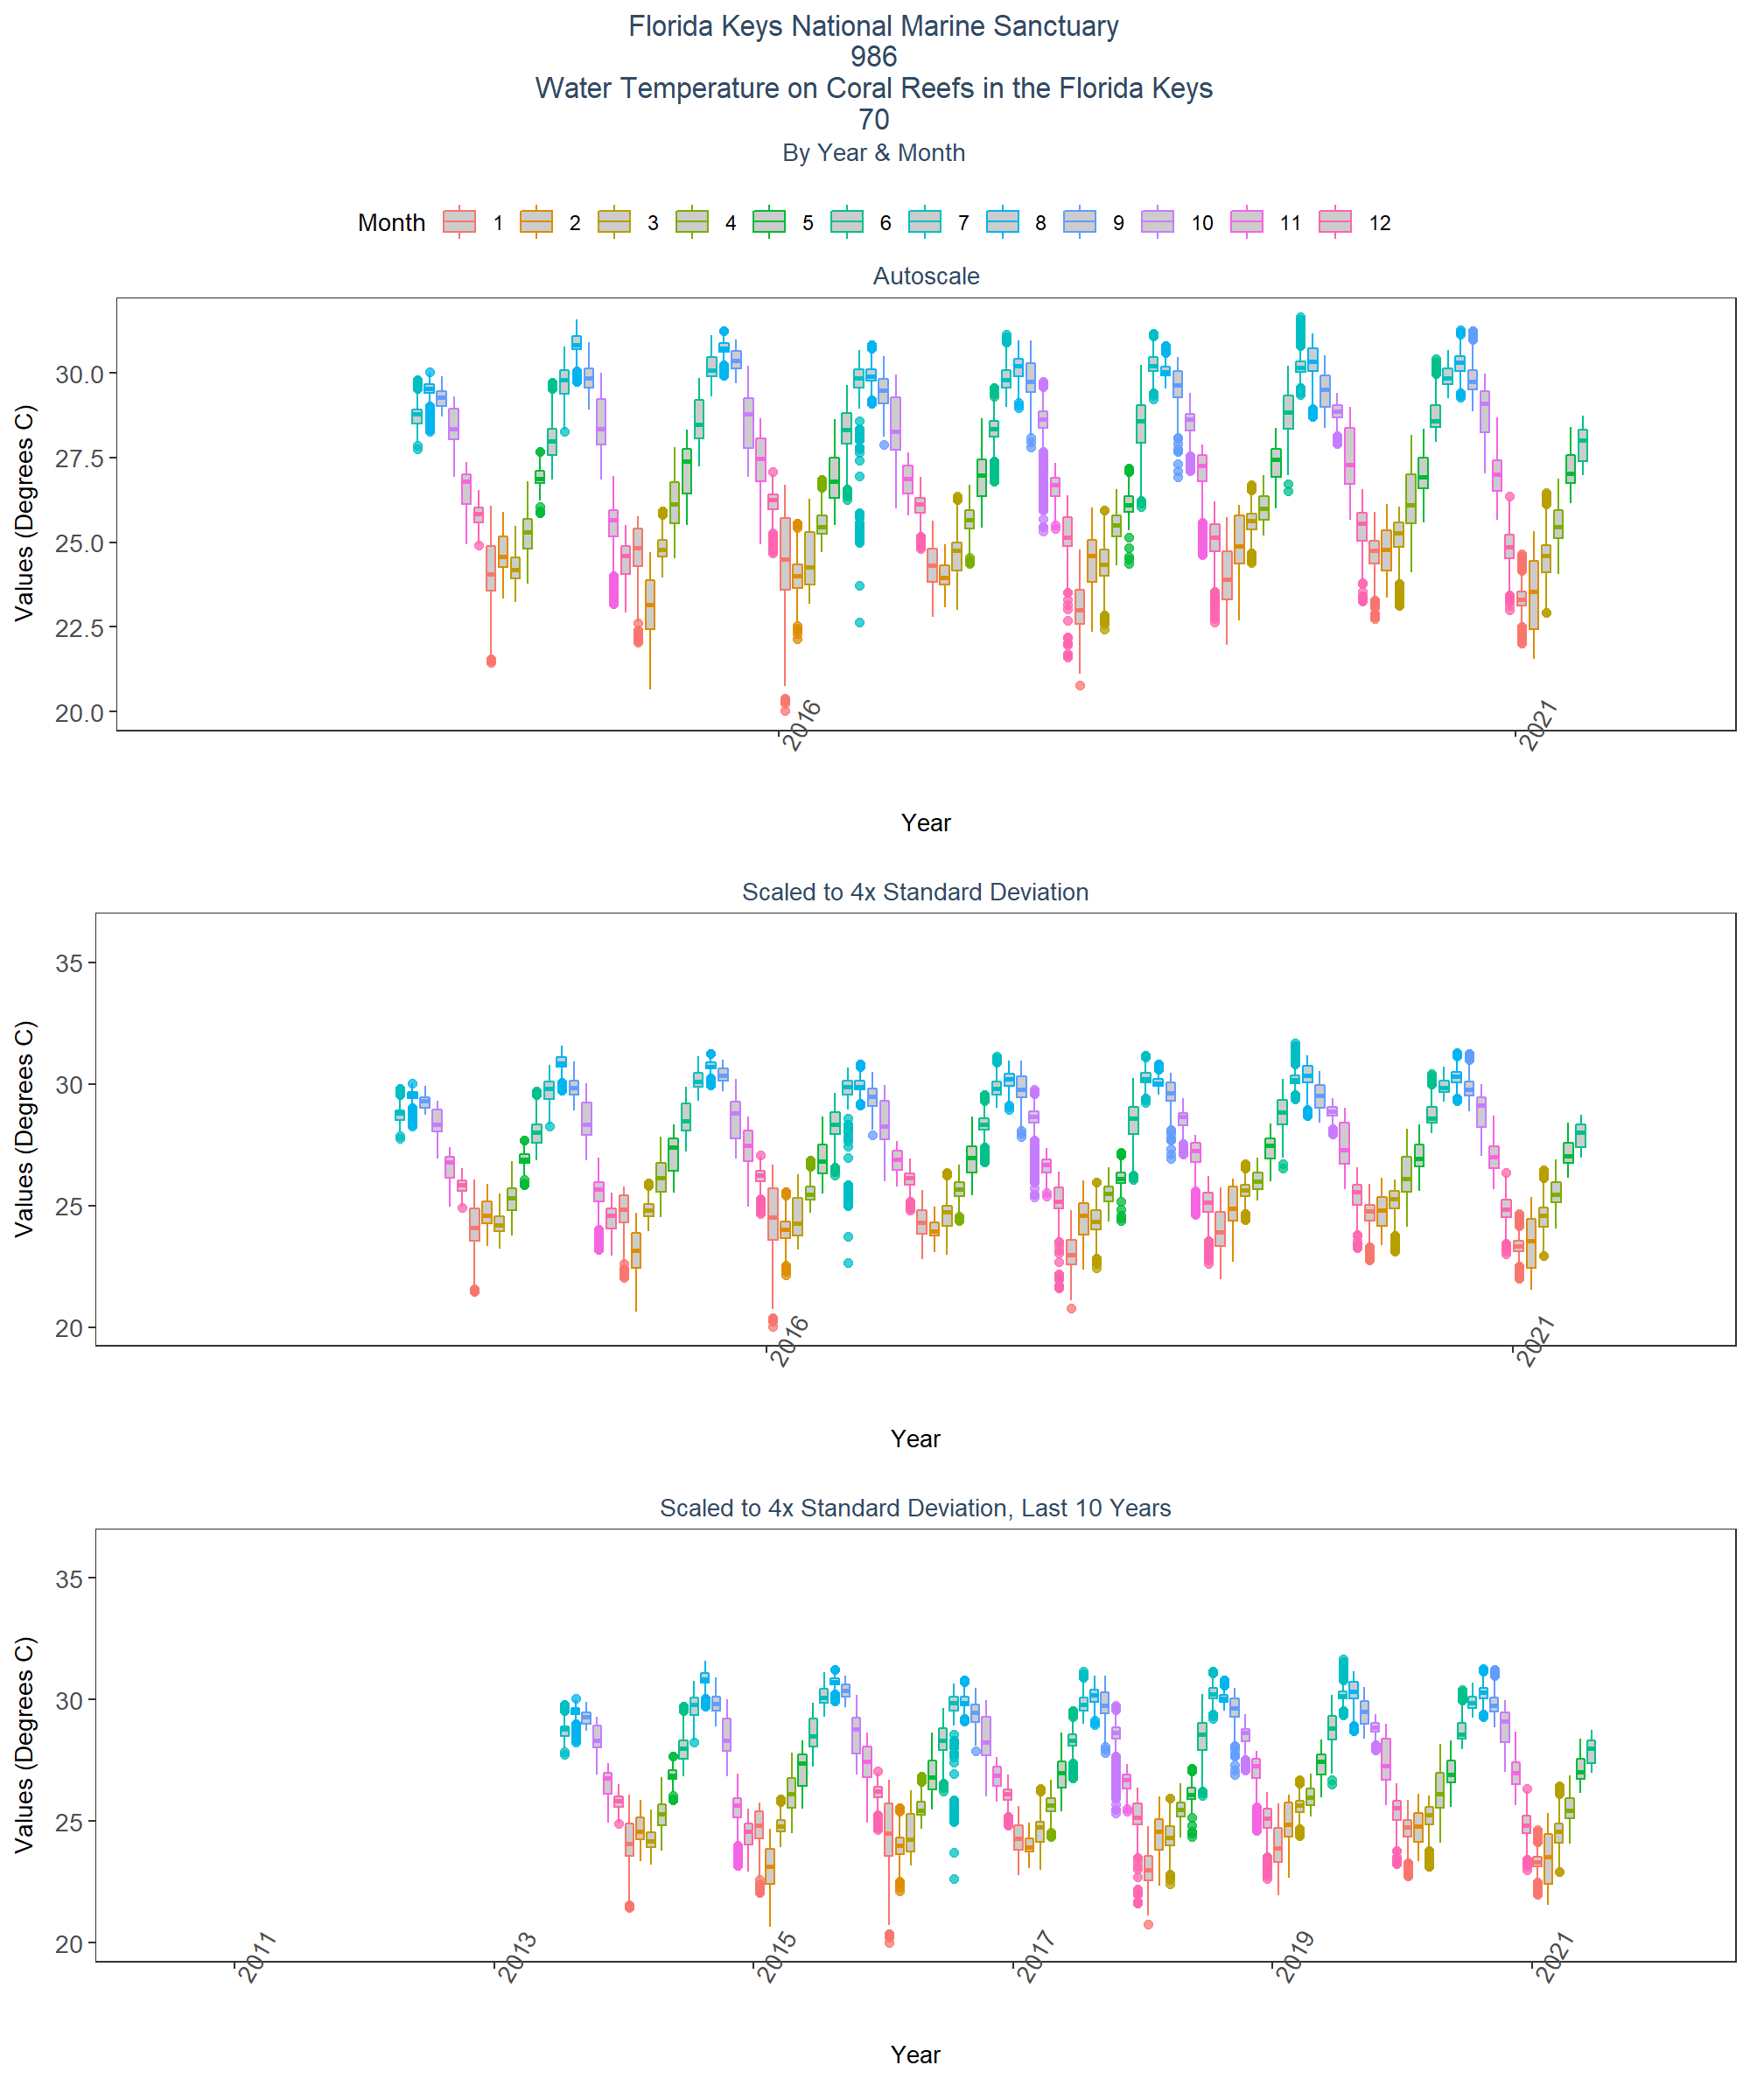 Florida Keys National Marine Sanctuary
986
Water Temperature on Coral Reefs in the Florida Keys
70
By Year & Month
Month 1 2 3 4 5 6 7 8 9 10 11 12
Autoscale
Values (Degrees C)
30.0
27.5
25.0
22.5
20.0
2016 2021
Year
Scaled to 4x Standard Deviation
Values (Degrees C)
35
30
25
20
2016 2021
Year
Scaled to 4x Standard Deviation, Last 10 Years
Values (Degrees C)
35
30
25
20
2011 2013 2015 2017 2019 2021
Year